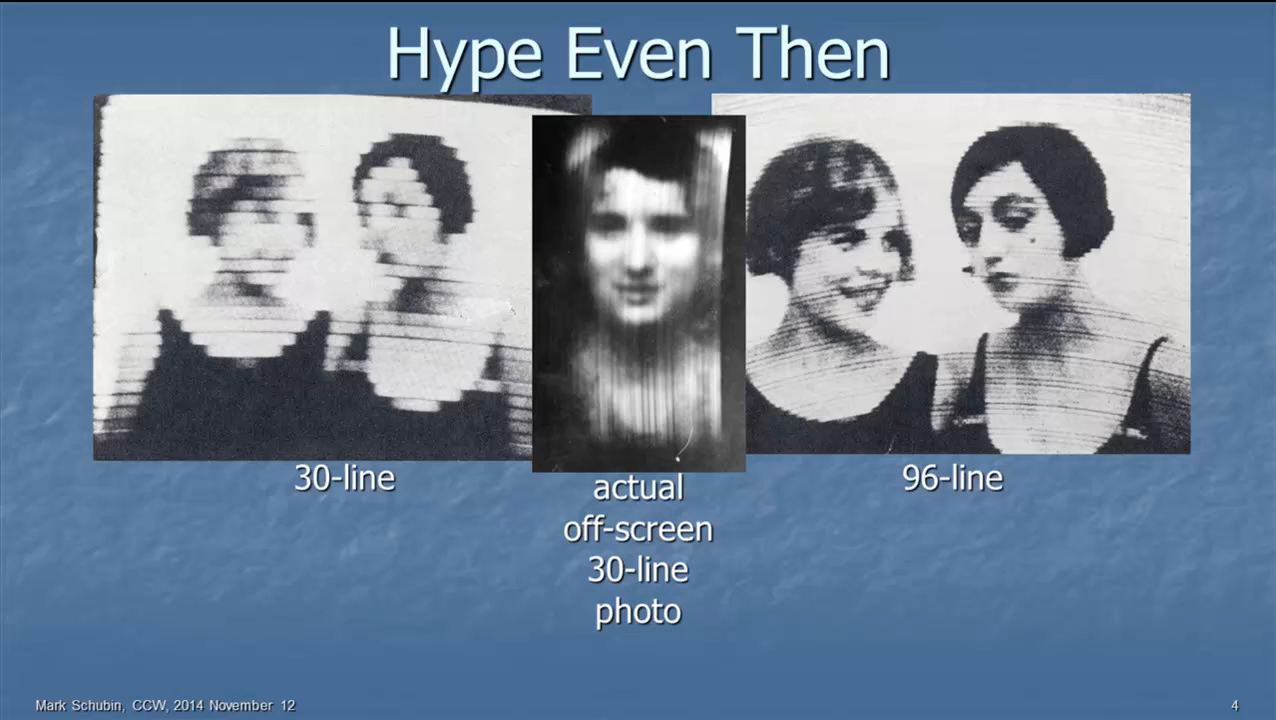 Hype Even Then
30-line
actual
off-screen
30-line
photo
96-line
Mark Schubin, CCW, 2014 November 12
4